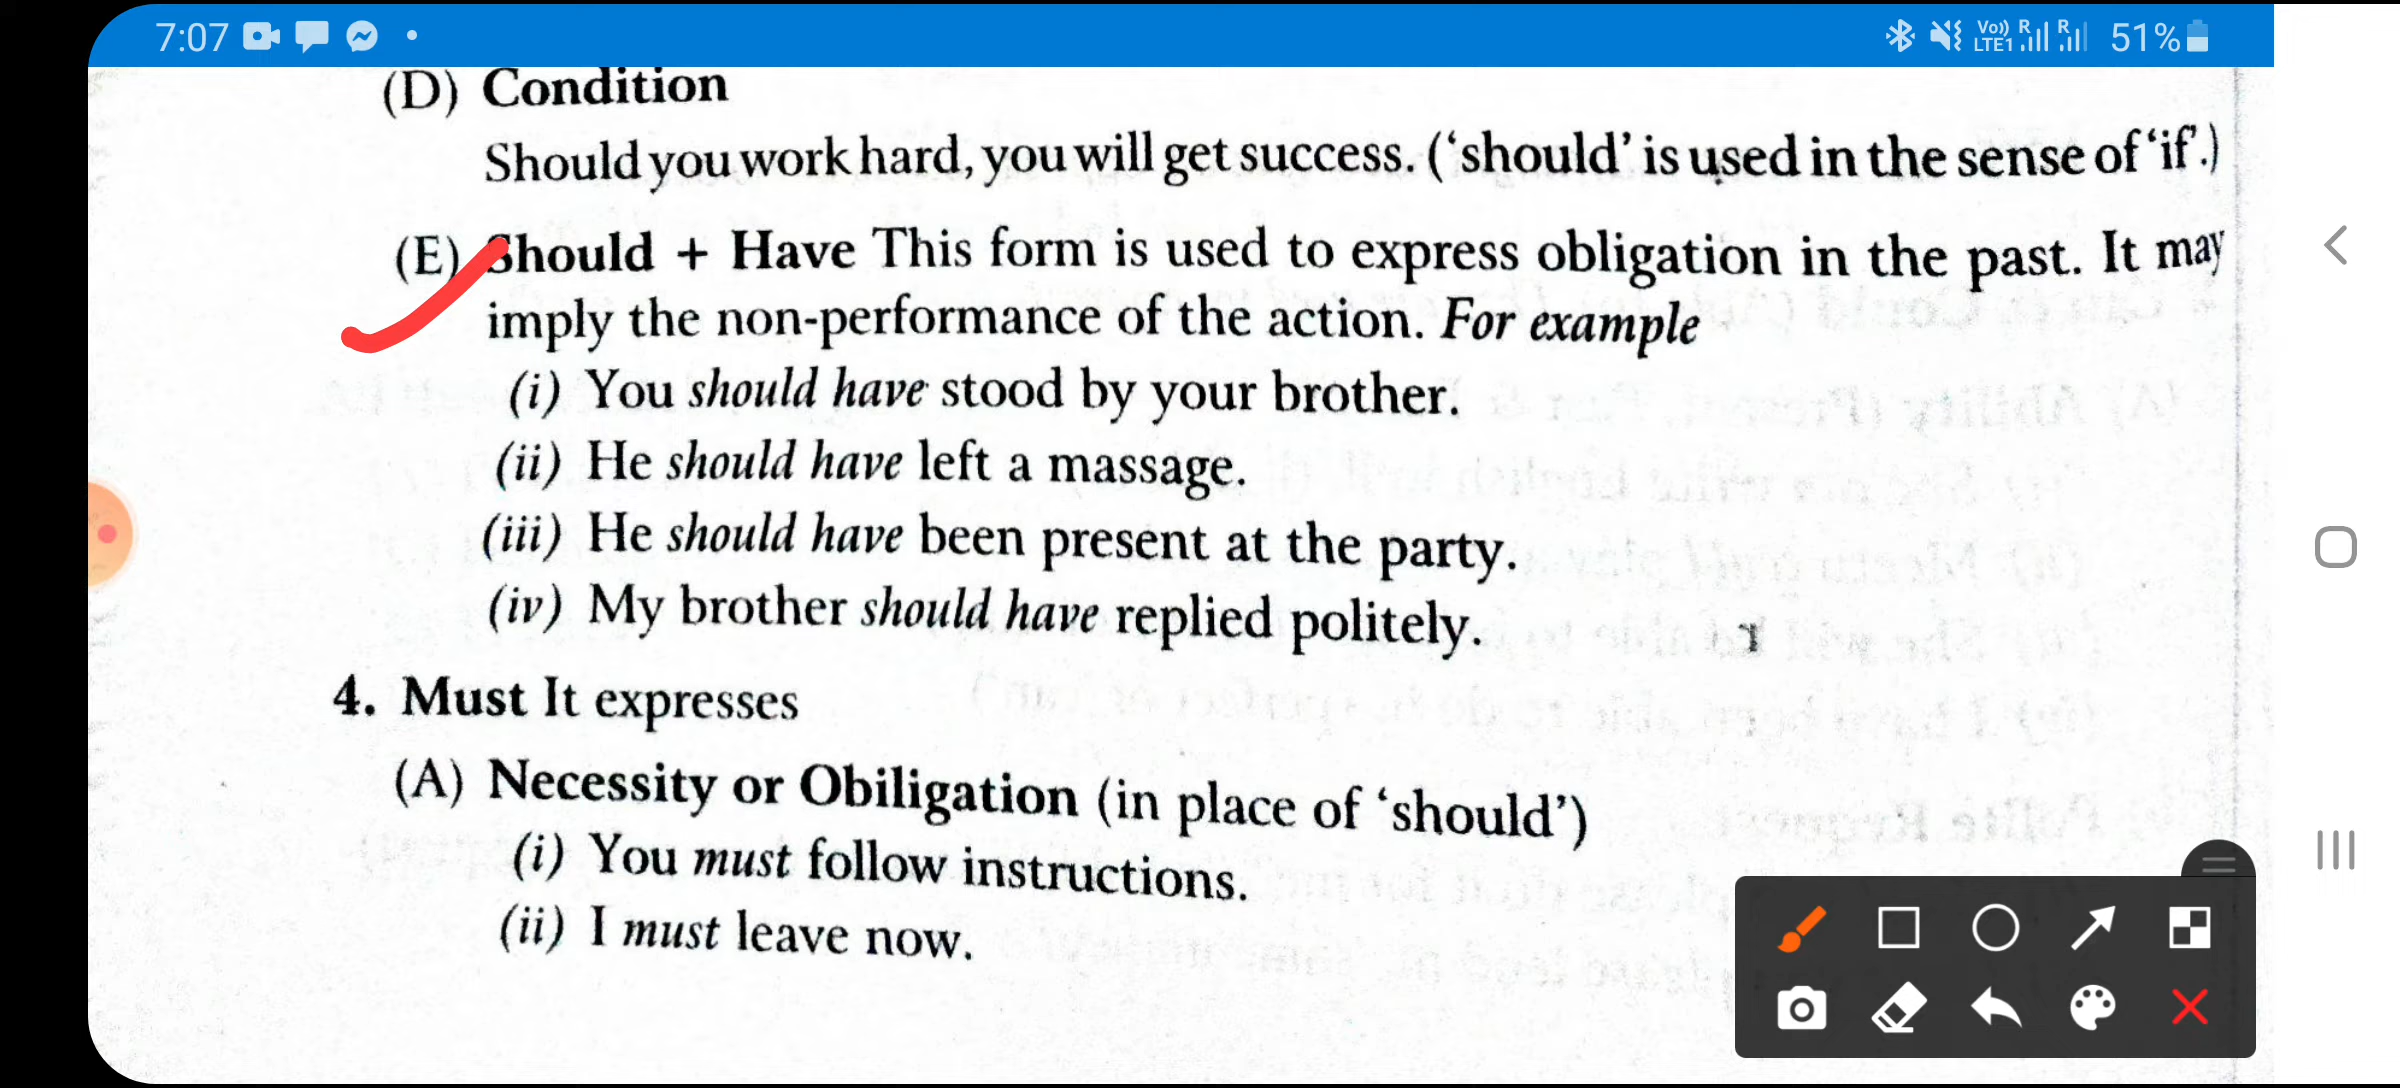 7:07
Vo)) R R
LTE1 51%
(D) Condition
Should you work hard, you will get success. (‘should’ is used in the sense of ‘if’.)
(E) Should + Have This form is used to express obligation in the past. It may
imply the non-performance of the action. For example
(i) You should have stood by your brother.
(ii) He should have left a massage.
(iii) He should have been present at the party.
(iv) My brother should have replied politely.
4. Must It expresses
(A) Necessity or Obiligation (in place of ‘should’)
(i) You must follow instructions.
(ii) I must leave now.